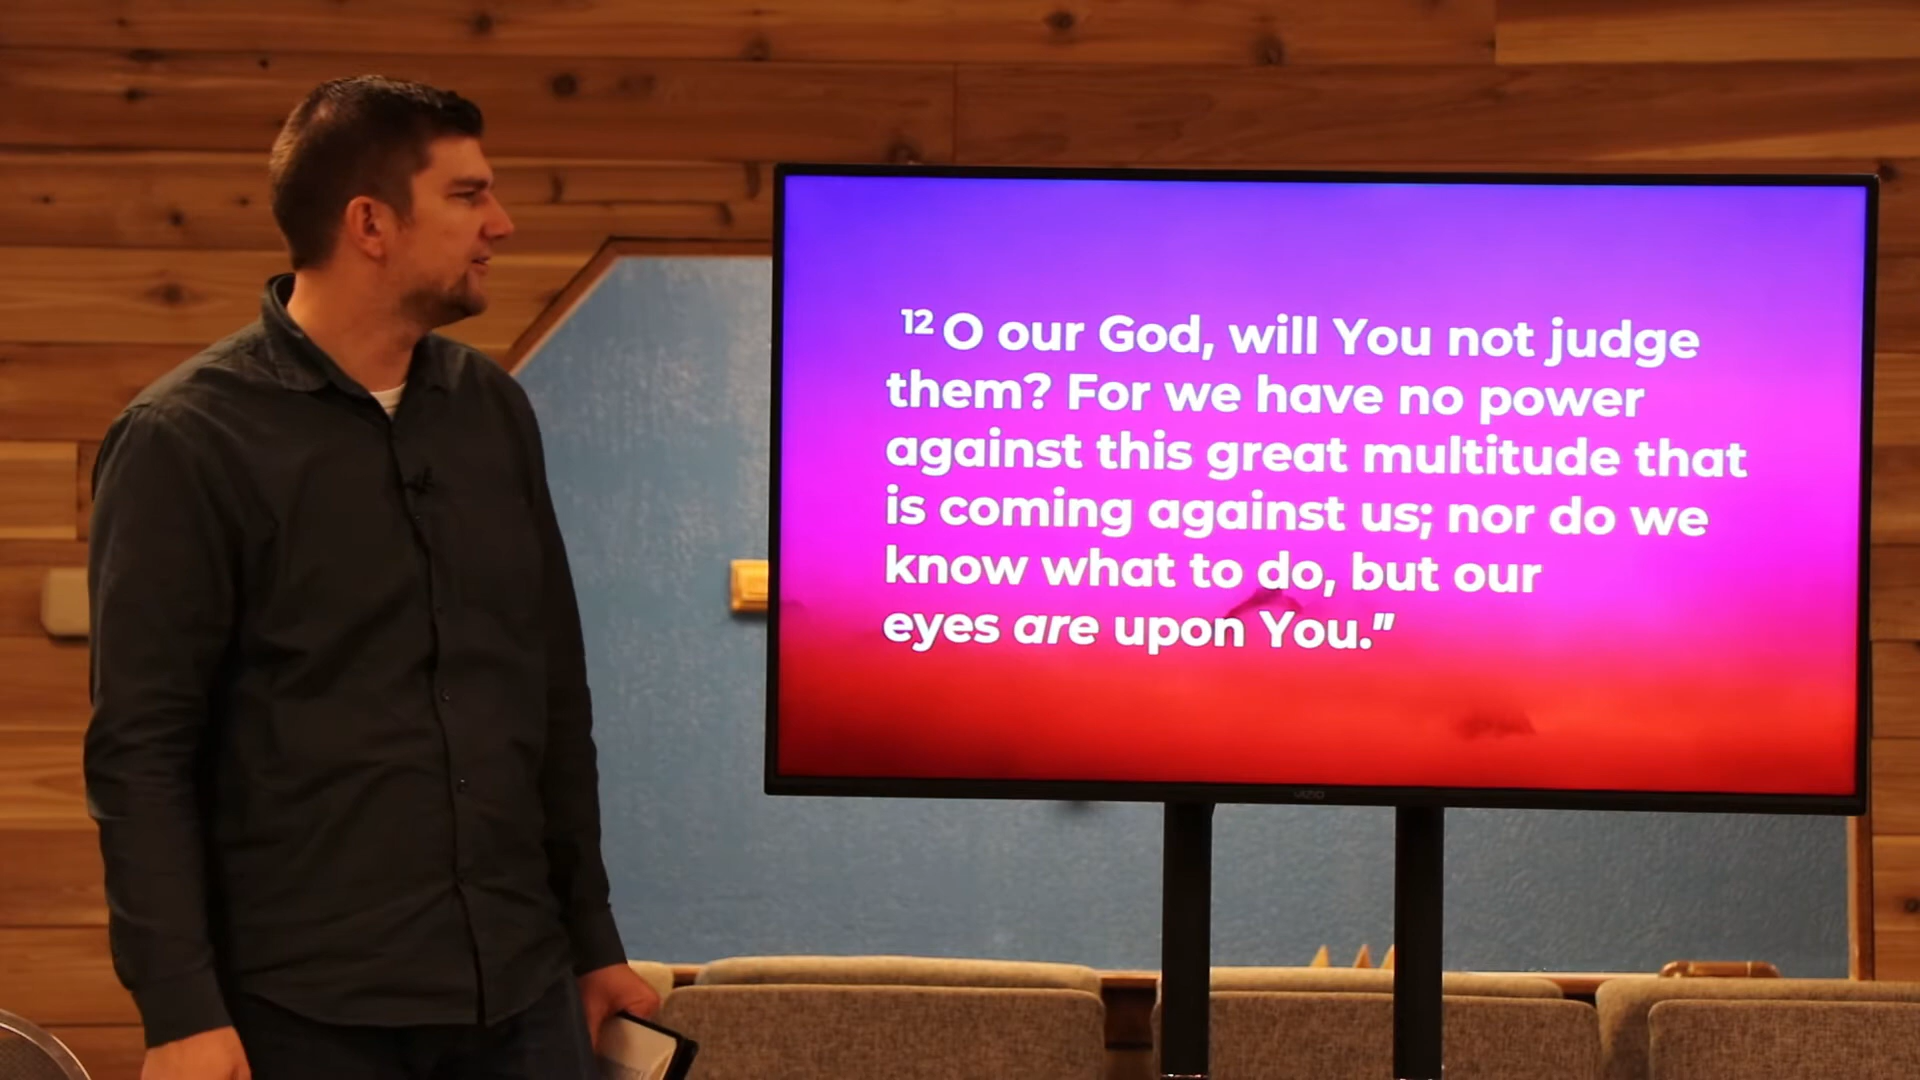 12 O our God, will You not judge
them? For we have no power
against this great multitude that
is coming against us; nor do we
know what to do, but our
eyes are upon You.”
VIZIO